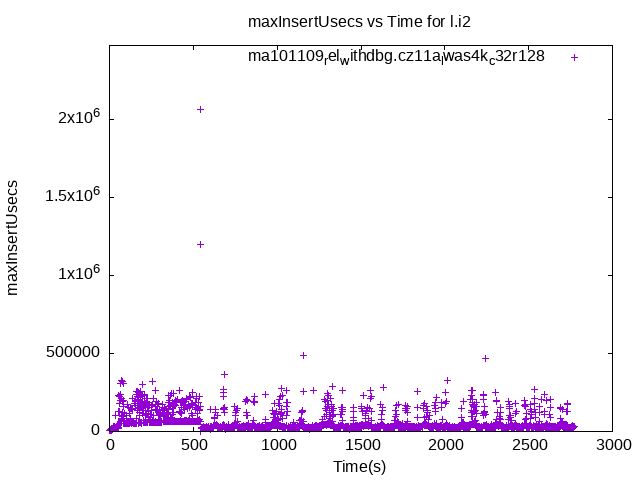 maxInsertUsecs vs Time for l.i2
ma101109_rel_withdbg.cz11a_jwas4k_c32r128
maxInsertUsecs
2x10^6
1.5x10^6
1x10^6
500000
0
0 500 1000 1500 2000 2500 3000
Time(s)